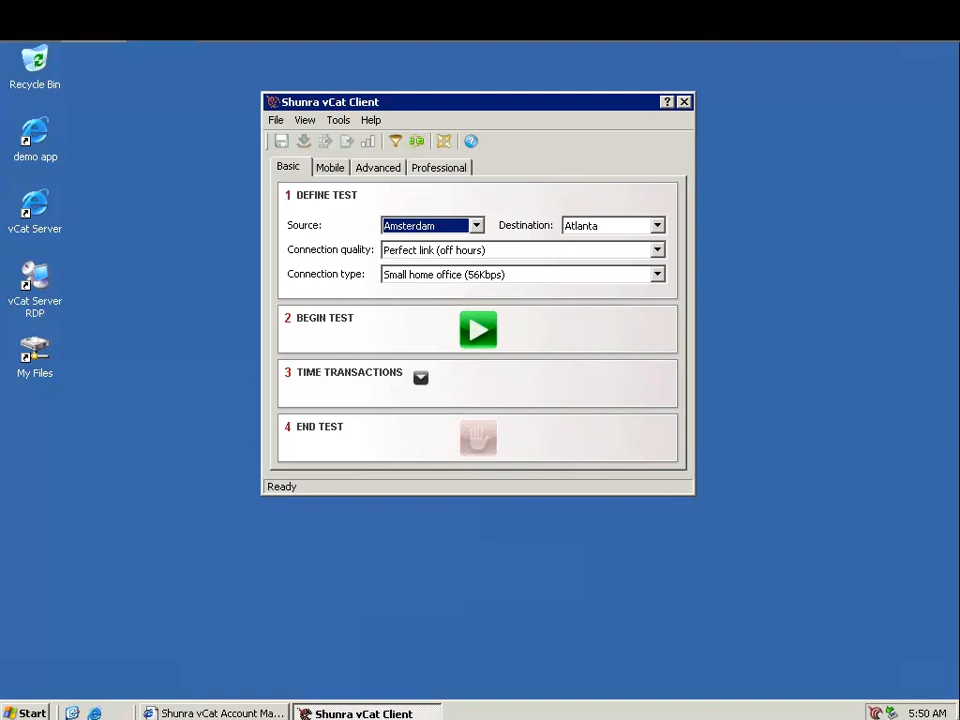 Recycle Bin
demo app
vCat Server
vCat Server
RDP
My Files
Shunra vCat Client
File View Tools Help
Basic Mobile Advanced Professional
1 DEFINE TEST
Source: Amsterdam Destination: Atlanta
Connection quality: Perfect link (off hours)
Connection type: Small home office (56Kbps)
2 BEGIN TEST
3 TIME TRANSACTIONS
4 END TEST
Ready
Start Shunra vCat Account Ma... Shunra vCat Client 5:50 AM